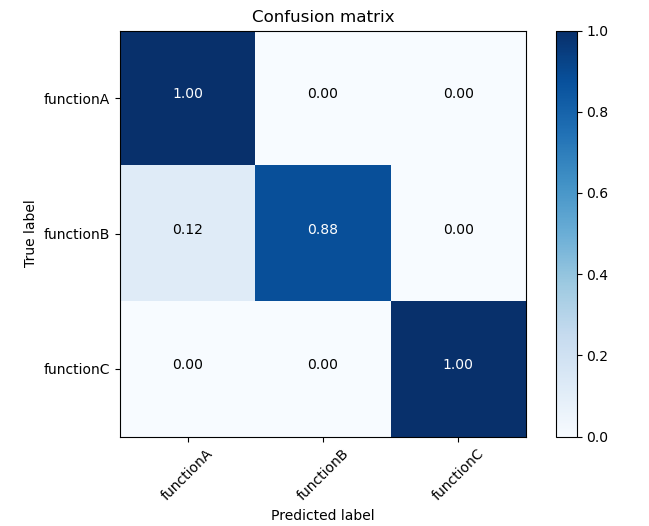 Confusion matrix
True label
functionA
1.00
0.00
0.00
functionB
0.12
0.88
0.00
functionC
0.00
0.00
1.00
functionA
functionB
functionC
Predicted label
1.0
0.8
0.6
0.4
0.2
0.0